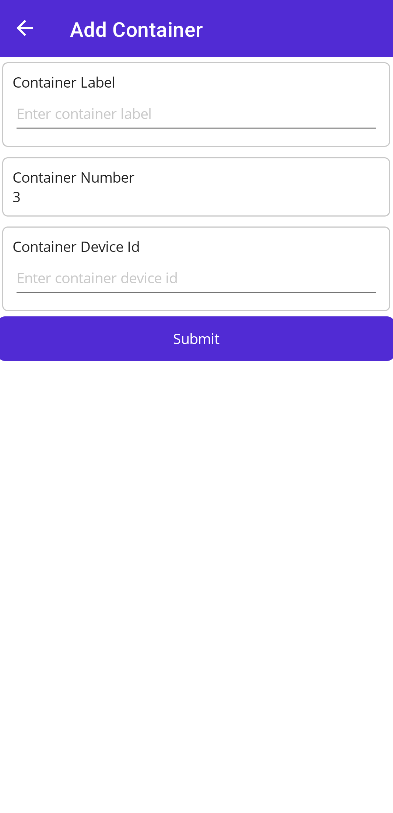 Add Container
Container Label
Enter container label
Container Number
3
Container Device Id
Enter container device id
Submit